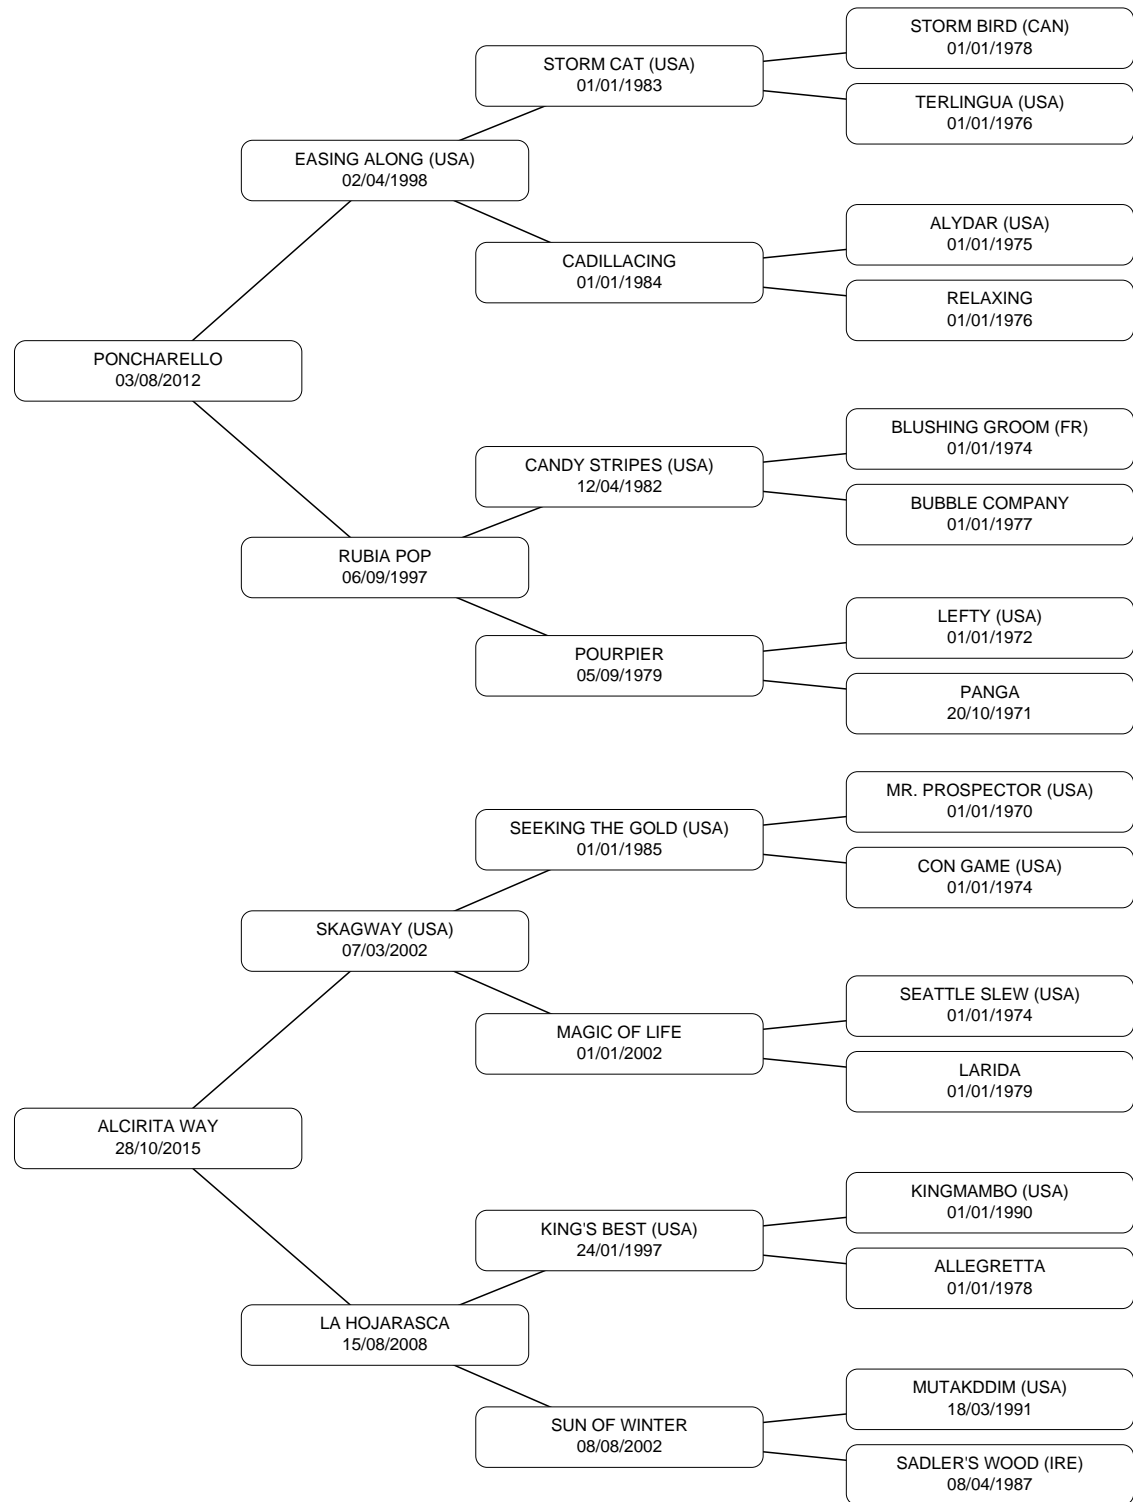 STORM BIRD (CAN)
01/01/1978
STORM CAT (USA)
01/01/1983
TERLINGUA (USA)
01/01/1976
EASING ALONG (USA)
02/04/1998
ALYDAR (USA)
01/01/1975
CADILLACING
01/01/1984
RELAXING
01/01/1976
PONCHARELLO
03/08/2012
BLUSHING GROOM (FR)
01/01/1974
CANDY STRIPES (USA)
12/04/1982
BUBBLE COMPANY
01/01/1977
RUBIA POP
06/09/1997
LEFTY (USA)
01/01/1972
POURPIER
05/09/1979
PANGA
20/10/1971
MR. PROSPECTOR (USA)
01/01/1970
SEEKING THE GOLD (USA)
01/01/1985
CON GAME (USA)
01/01/1974
SKAGWAY (USA)
07/03/2002
SEATTLE SLEW (USA)
01/01/1974
MAGIC OF LIFE
01/01/2002
LARIDA
01/01/1979
ALCIRITA WAY
28/10/2015
KINGMAMBO (USA)
01/01/1990
KING'S BEST (USA)
24/01/1997
ALLEGRETTA
01/01/1978
LA HOJARASCA
15/08/2008
MUTAKDDIM (USA)
18/03/1991
SUN OF WINTER
08/08/2002
SADLER'S WOOD (IRE)
08/04/1987